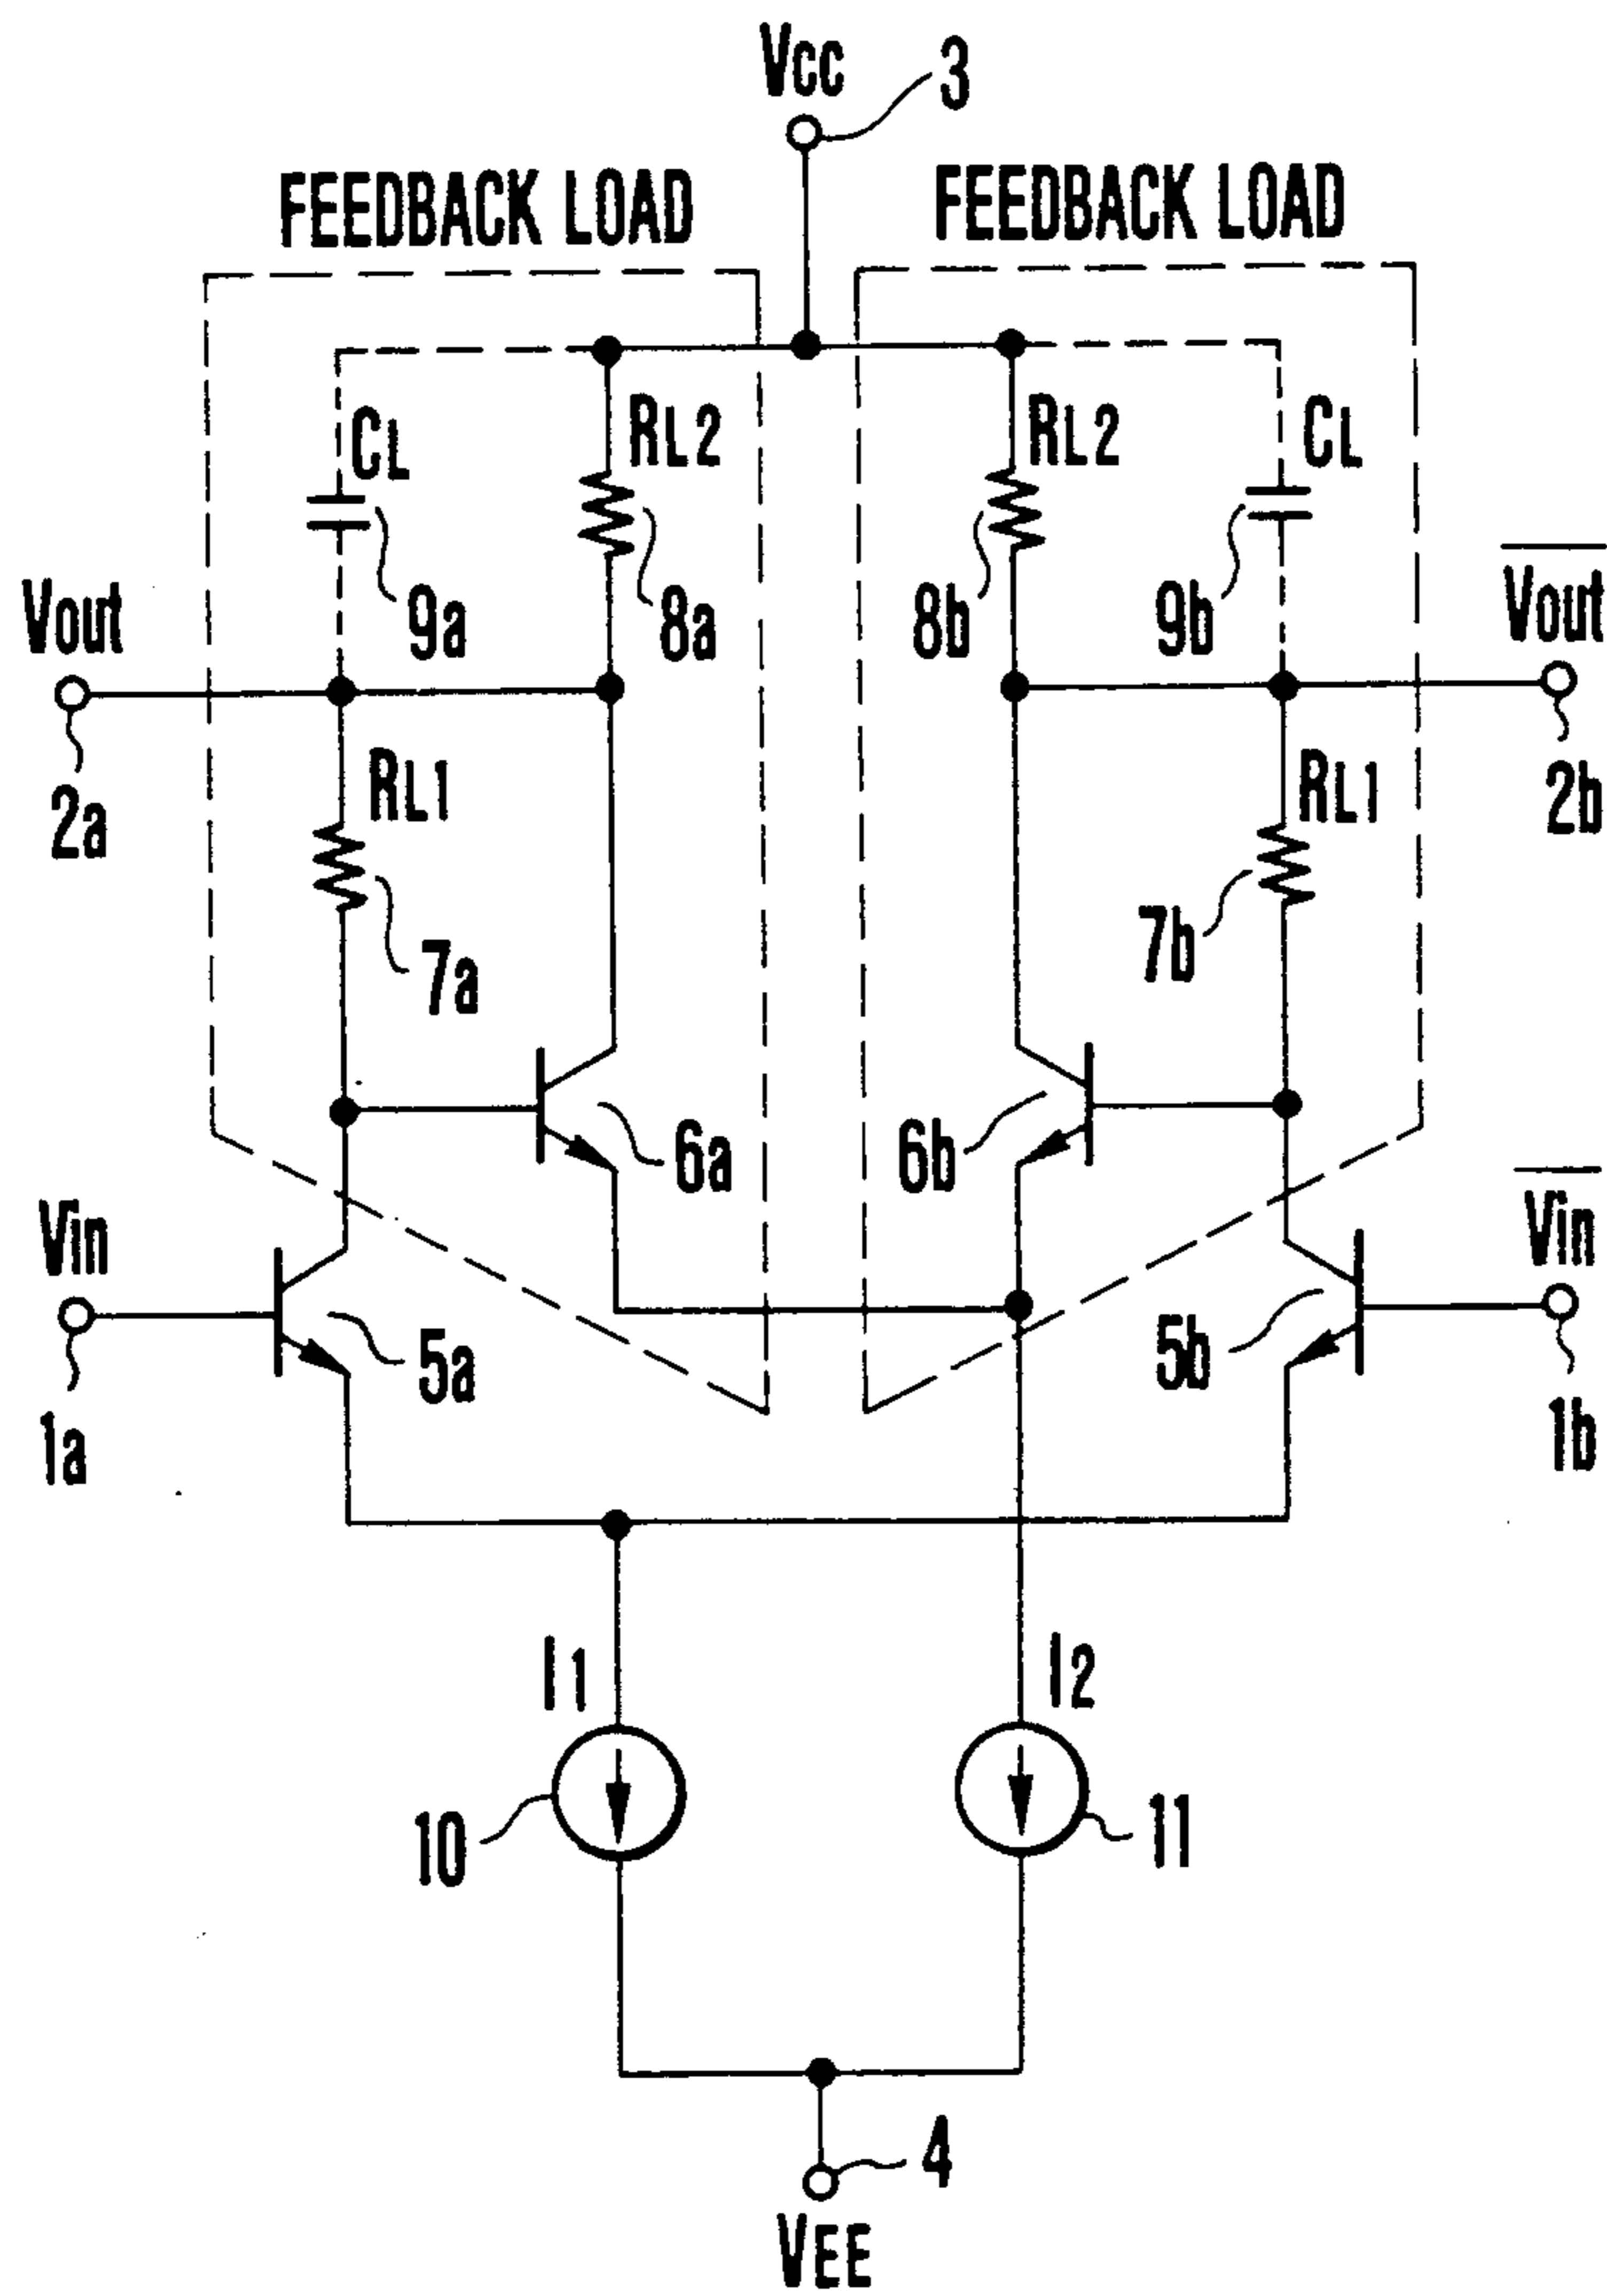 Vcc
3
FEEDBACK LOAD
FEEDBACK LOAD
CL
RL2
RL2
CL
9a
8a
8b
9b
Vout
Vout
2a
RL1
RL1
2b
7a
7b
6a
6b
Vin
Vin
5a
5b
1a
1b
I1
I2
10
11
4
VEE